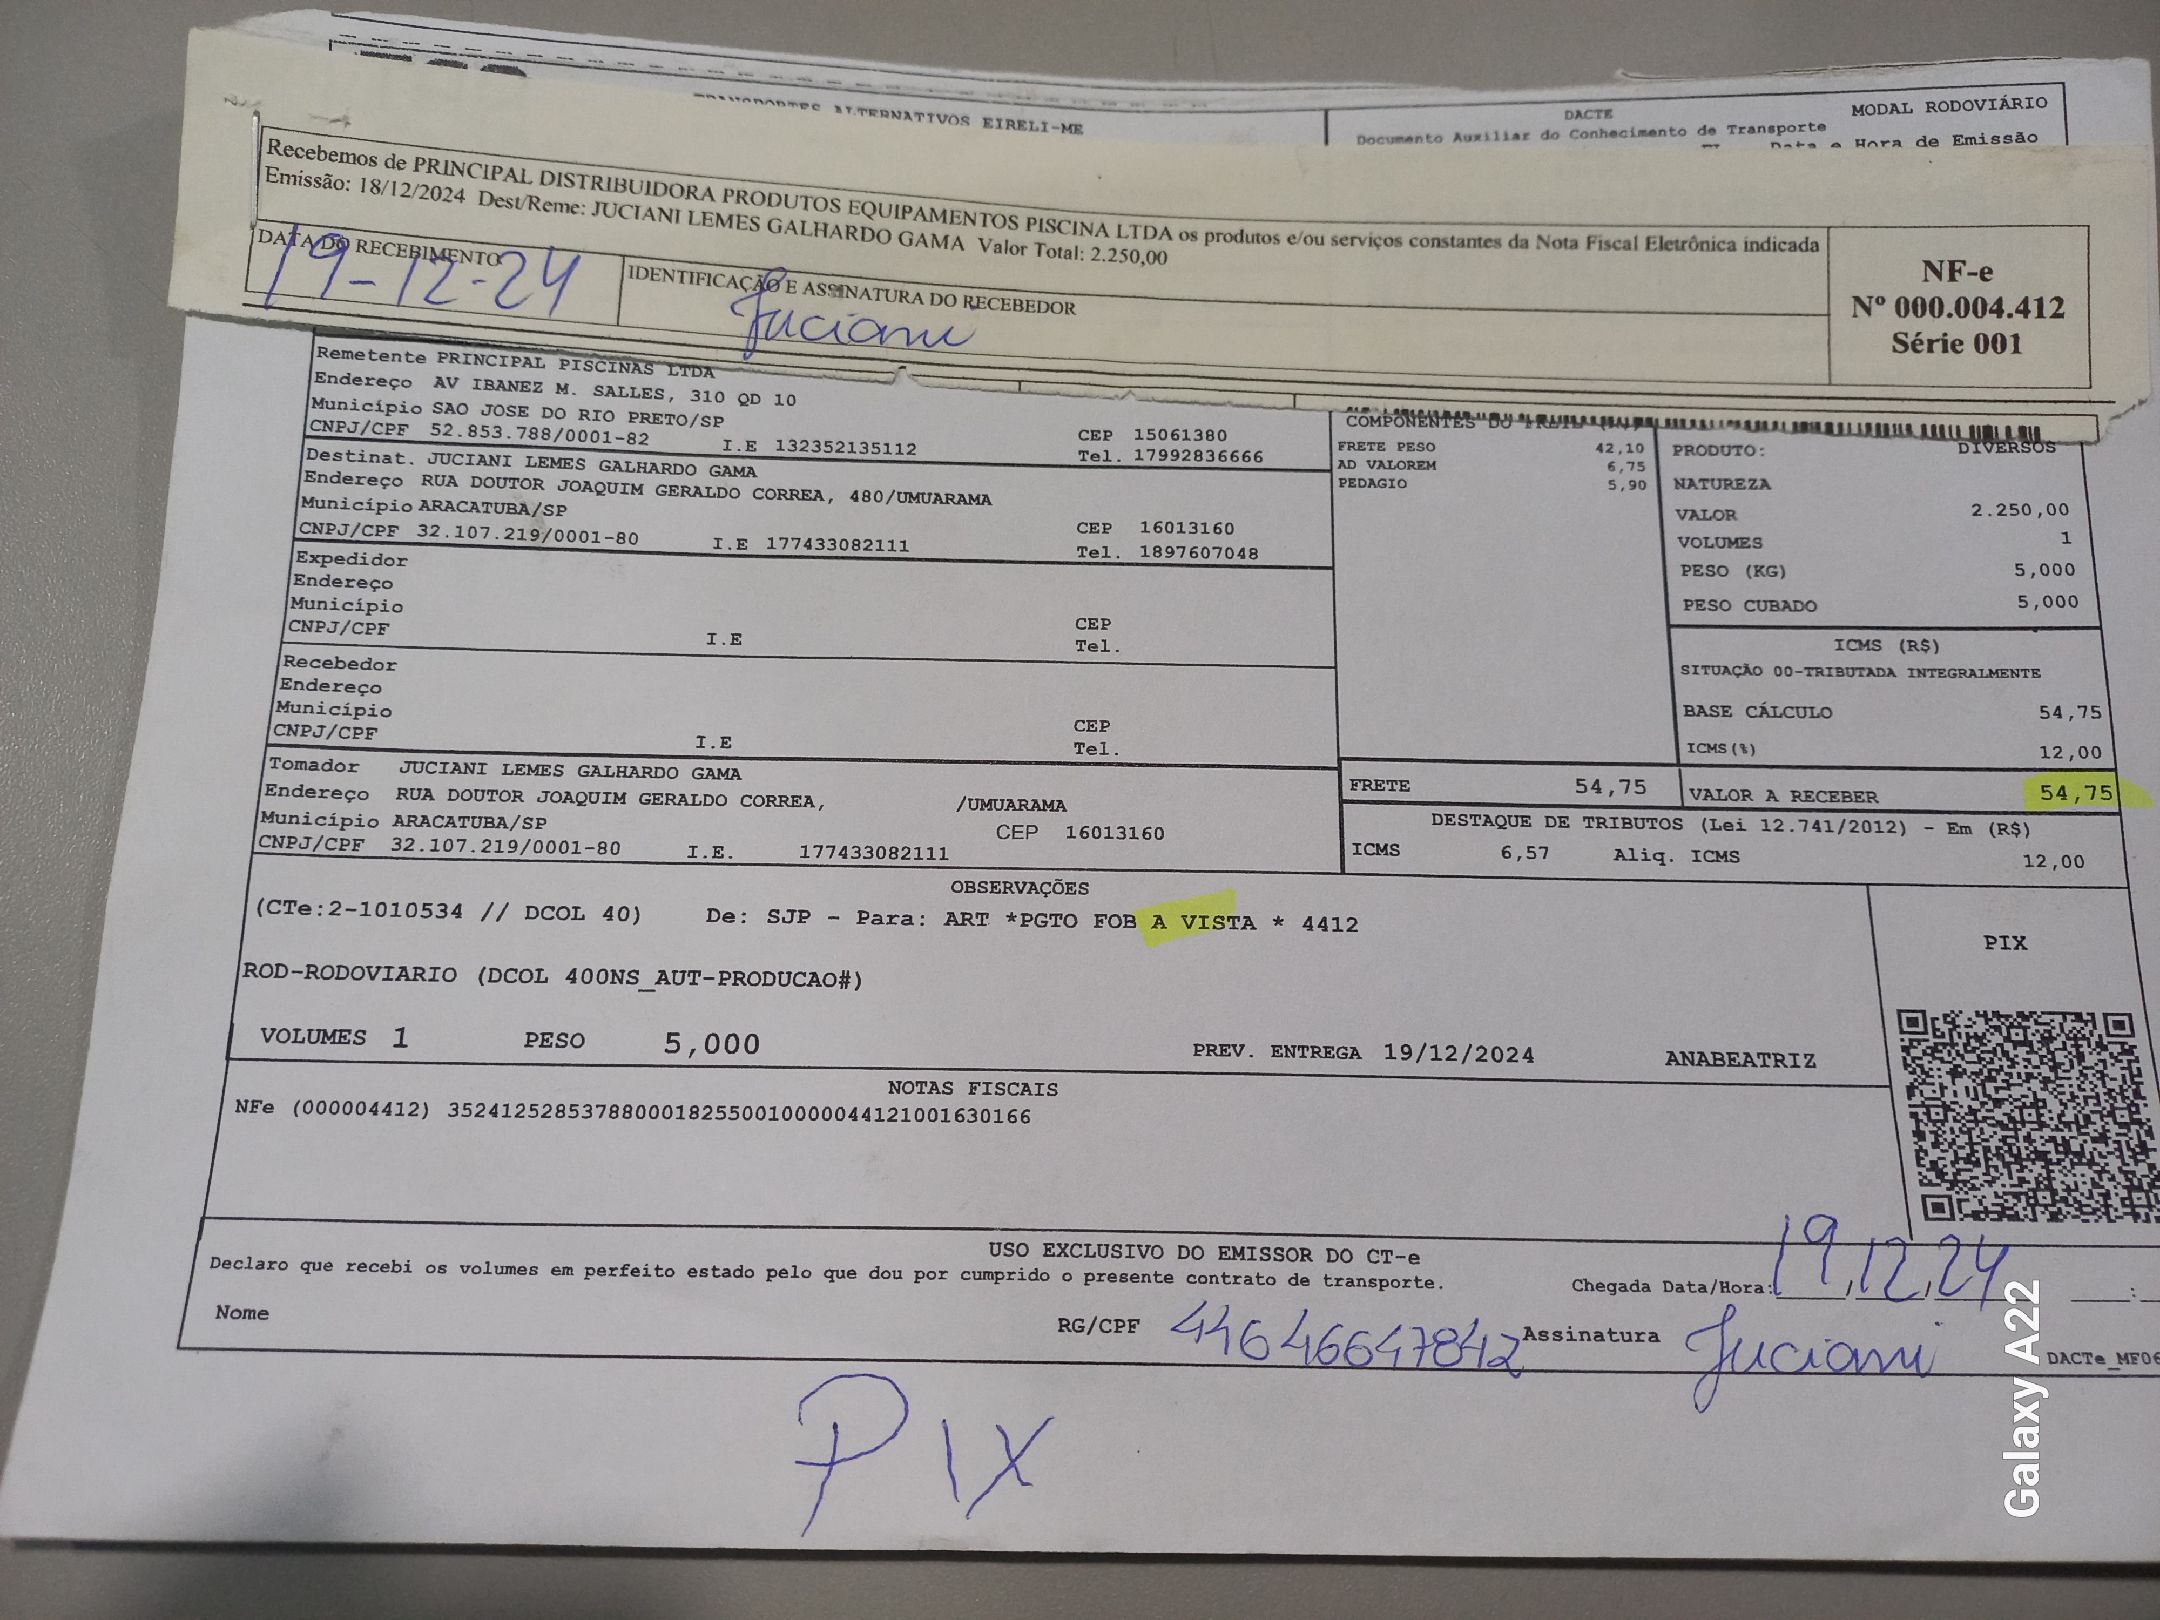 TRANSPORTES ALTERNATIVOS EIRELI-ME
DACTE
MODAL RODOVIÁRIO
Documento Auxiliar do Conhecimento de Transporte
Data e Hora de Emissão
Recebemos de PRINCIPAL DISTRIBUIDORA PRODUTOS EQUIPAMENTOS PISCINA LTDA os produtos e/ou serviços constantes da Nota Fiscal Eletrônica indicada
Emissão: 18/12/2024 Dest/Reme: JUCIANI LEMES GALHARDO GAMA Valor Total: 2.250,00
DATA DO RECEBIMENTO
19-12-24
IDENTIFICAÇÃO E ASSINATURA DO RECEBEDOR
Juciani
NF-e
Nº 000.004.412
Série 001
Remetente PRINCIPAL PISCINAS LTDA
Endereço AV IBANEZ M. SALLES, 310 QD 10
Município SAO JOSE DO RIO PRETO/SP
CEP 15061380
CNPJ/CPF 52.853.788/0001-82 I.E 132352135112
Tel. 17992836666
Destinat. JUCIANI LEMES GALHARDO GAMA
Endereço RUA DOUTOR JOAQUIM GERALDO CORREA, 480/UMUARAMA
Município ARACATUBA/SP
CEP 16013160
CNPJ/CPF 32.107.219/0001-80 I.E 177433082111
Tel. 1897607048
Expedidor
Endereço
Município
CEP
CNPJ/CPF I.E
Tel.
Recebedor
Endereço
Município
CEP
CNPJ/CPF I.E
Tel.
Tomador JUCIANI LEMES GALHARDO GAMA
Endereço RUA DOUTOR JOAQUIM GERALDO CORREA, /UMUARAMA
Município ARACATUBA/SP CEP 16013160
CNPJ/CPF 32.107.219/0001-80 I.E. 177433082111
COMPONENTES DO FRETE
FRETE PESO 42,10
AD VALOREM 6,75
PEDAGIO 5,90
PRODUTO: DIVERSOS
NATUREZA
VALOR 2.250,00
VOLUMES 1
PESO (KG) 5,000
PESO CUBADO 5,000
ICMS (R$)
SITUAÇÃO 00-TRIBUTADA INTEGRALMENTE
BASE CÁLCULO 54,75
ICMS(%) 12,00
FRETE 54,75
VALOR A RECEBER 54,75
DESTAQUE DE TRIBUTOS (Lei 12.741/2012) - Em (R$)
ICMS 6,57 Aliq. ICMS 12,00
OBSERVAÇÕES
(CTe:2-1010534 // DCOL 40) De: SJP - Para: ART *PGTO FOB A VISTA * 4412
PIX
ROD-RODOVIARIO (DCOL 400NS_AUT-PRODUCAO#)
VOLUMES 1 PESO 5,000 PREV. ENTREGA 19/12/2024 ANABEATRIZ
NOTAS FISCAIS
NFe (000004412) 35241252853788000182550010000044121001630166
USO EXCLUSIVO DO EMISSOR DO CT-e
Declaro que recebi os volumes em perfeito estado pelo que dou por cumprido o presente contrato de transporte.
Chegada Data/Hora: 19,12,24 :
Nome RG/CPF 44646647842 Assinatura Juciani
DACTe_MF06
PIX
Galaxy A22